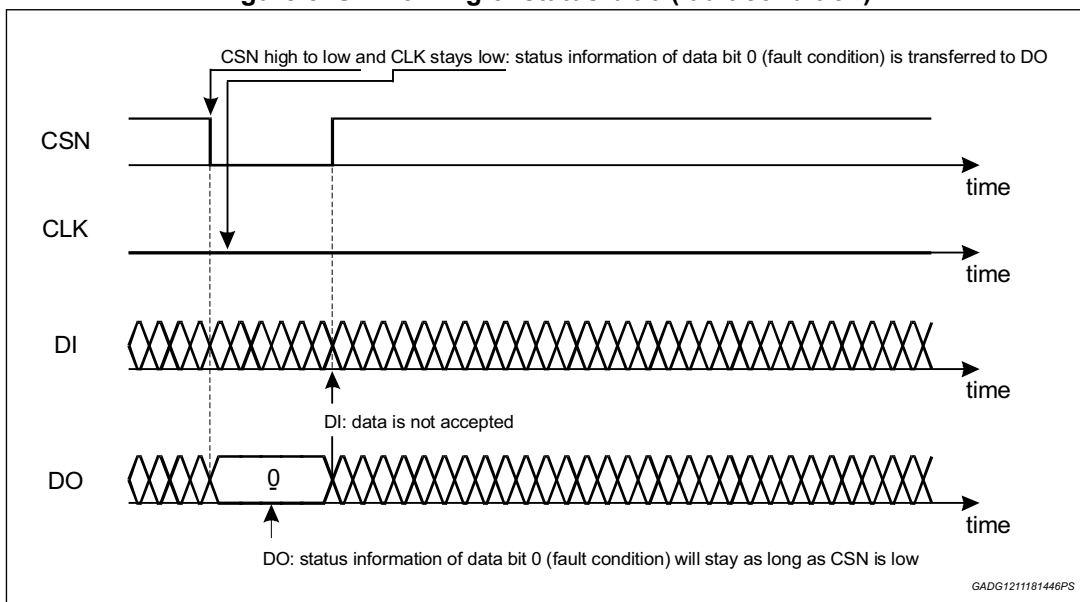 CSN high to low and CLK stays low: status information of data bit 0 (fault condition) is transferred to DO
CSN
time
CLK
time
DI
time
DI: data is not accepted
DO
0
time
DO: status information of data bit 0 (fault condition) will stay as long as CSN is low
GADG1211181446PS